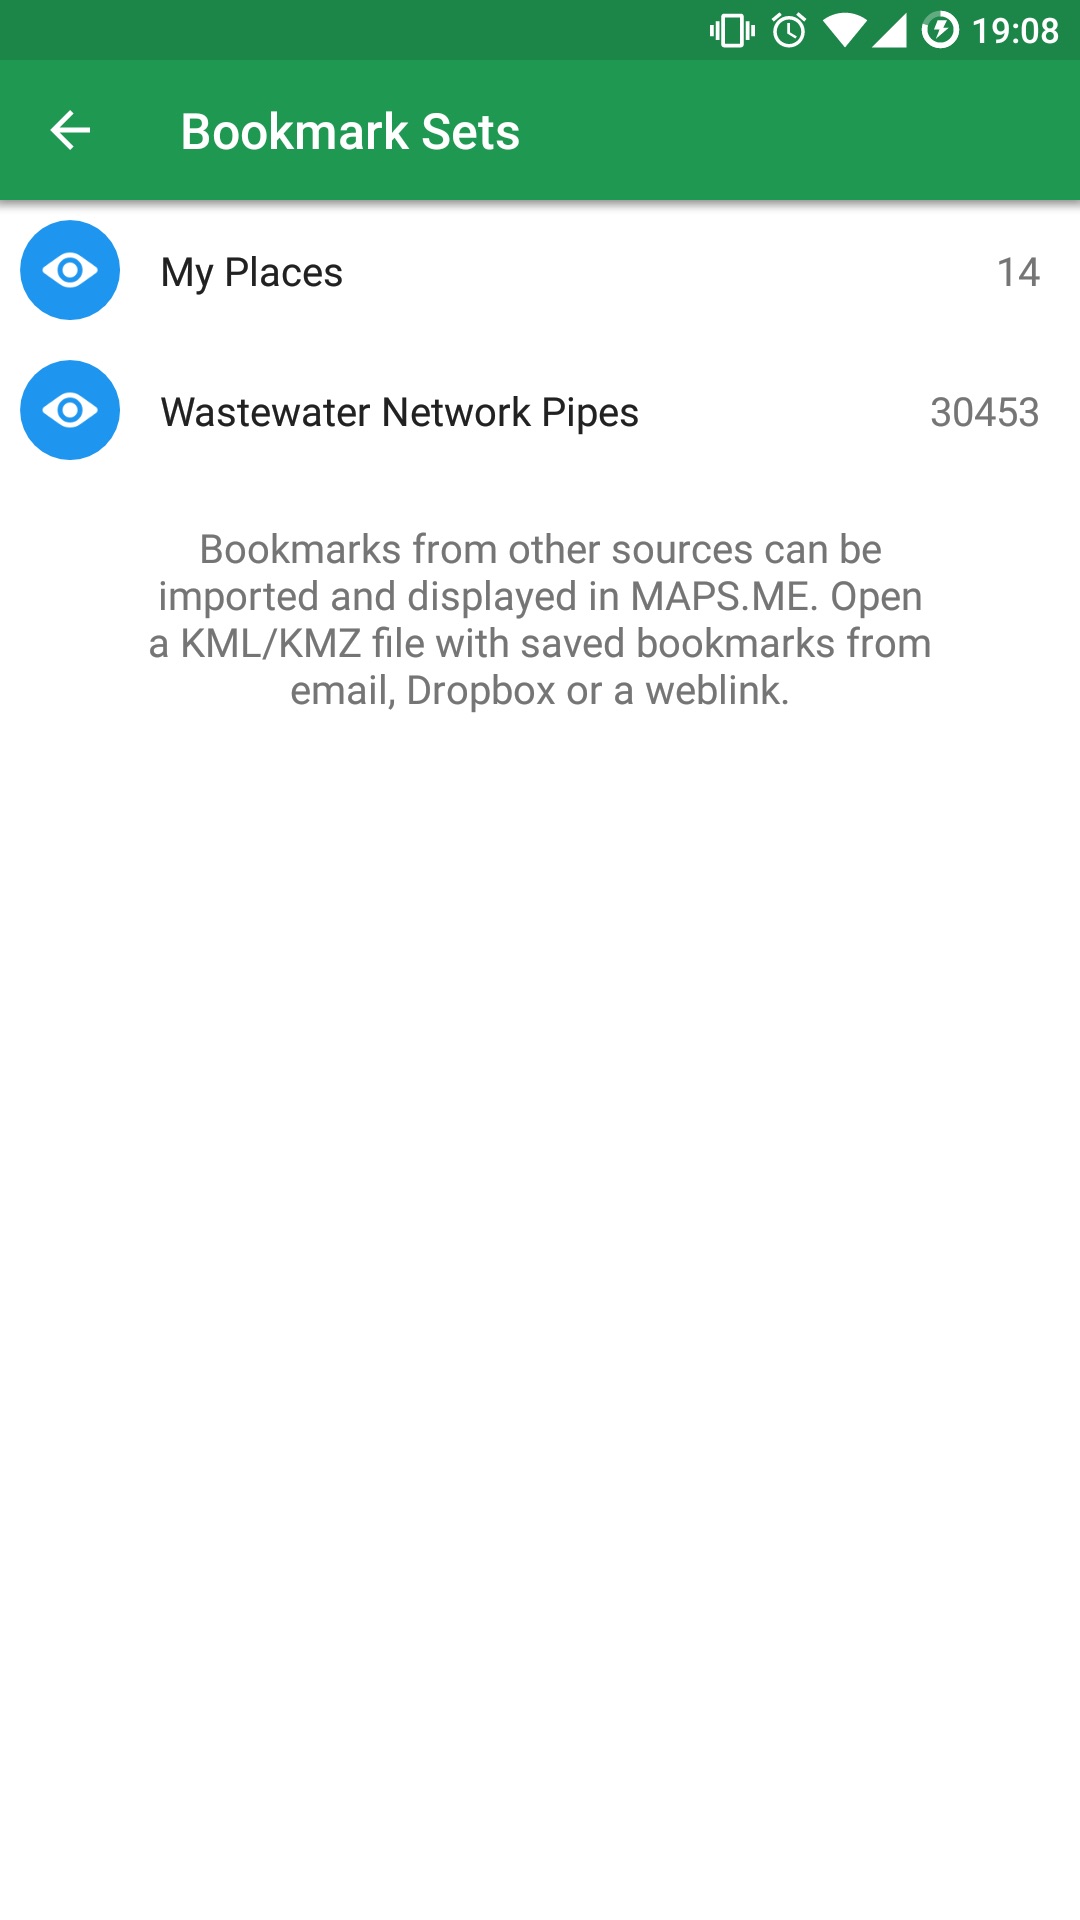 19:08
Bookmark Sets
My Places 14
Wastewater Network Pipes 30453
Bookmarks from other sources can be
imported and displayed in MAPS.ME. Open
a KML/KMZ file with saved bookmarks from
email, Dropbox or a weblink.